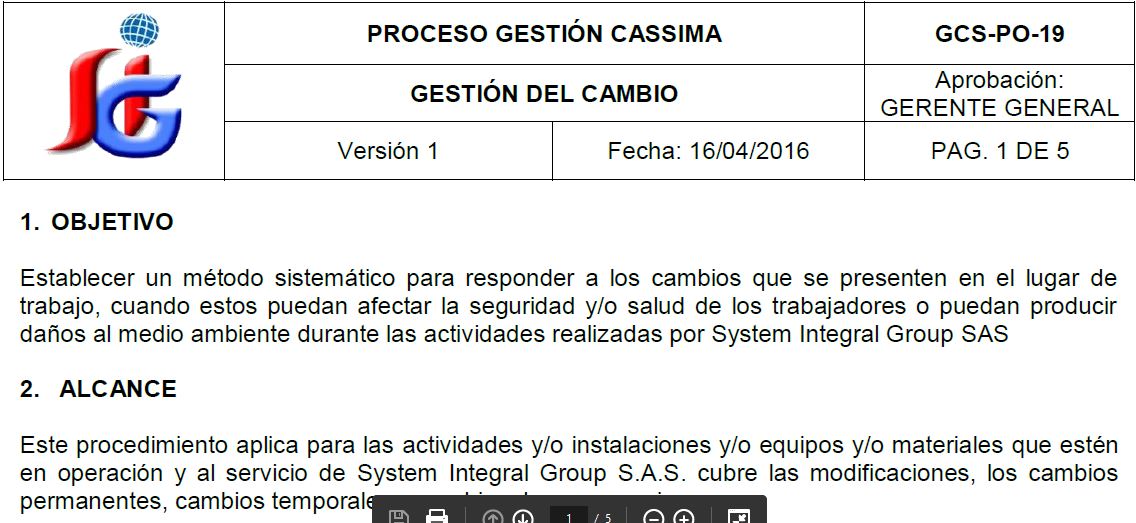 PROCESO GESTIÓN CASSIMA
GCS-PO-19
GESTIÓN DEL CAMBIO
Aprobación:
GERENTE GENERAL
Versión 1
Fecha: 16/04/2016
PAG. 1 DE 5
SIG
1. OBJETIVO
Establecer un método sistemático para responder a los cambios que se presenten en el lugar de
trabajo, cuando estos puedan afectar la seguridad y/o salud de los trabajadores o puedan producir
daños al medio ambiente durante las actividades realizadas por System Integral Group SAS
2. ALCANCE
Este procedimiento aplica para las actividades y/o instalaciones y/o equipos y/o materiales que estén
en operación y al servicio de System Integral Group S.A.S. cubre las modificaciones, los cambios
permanentes, cambios
1 / 5